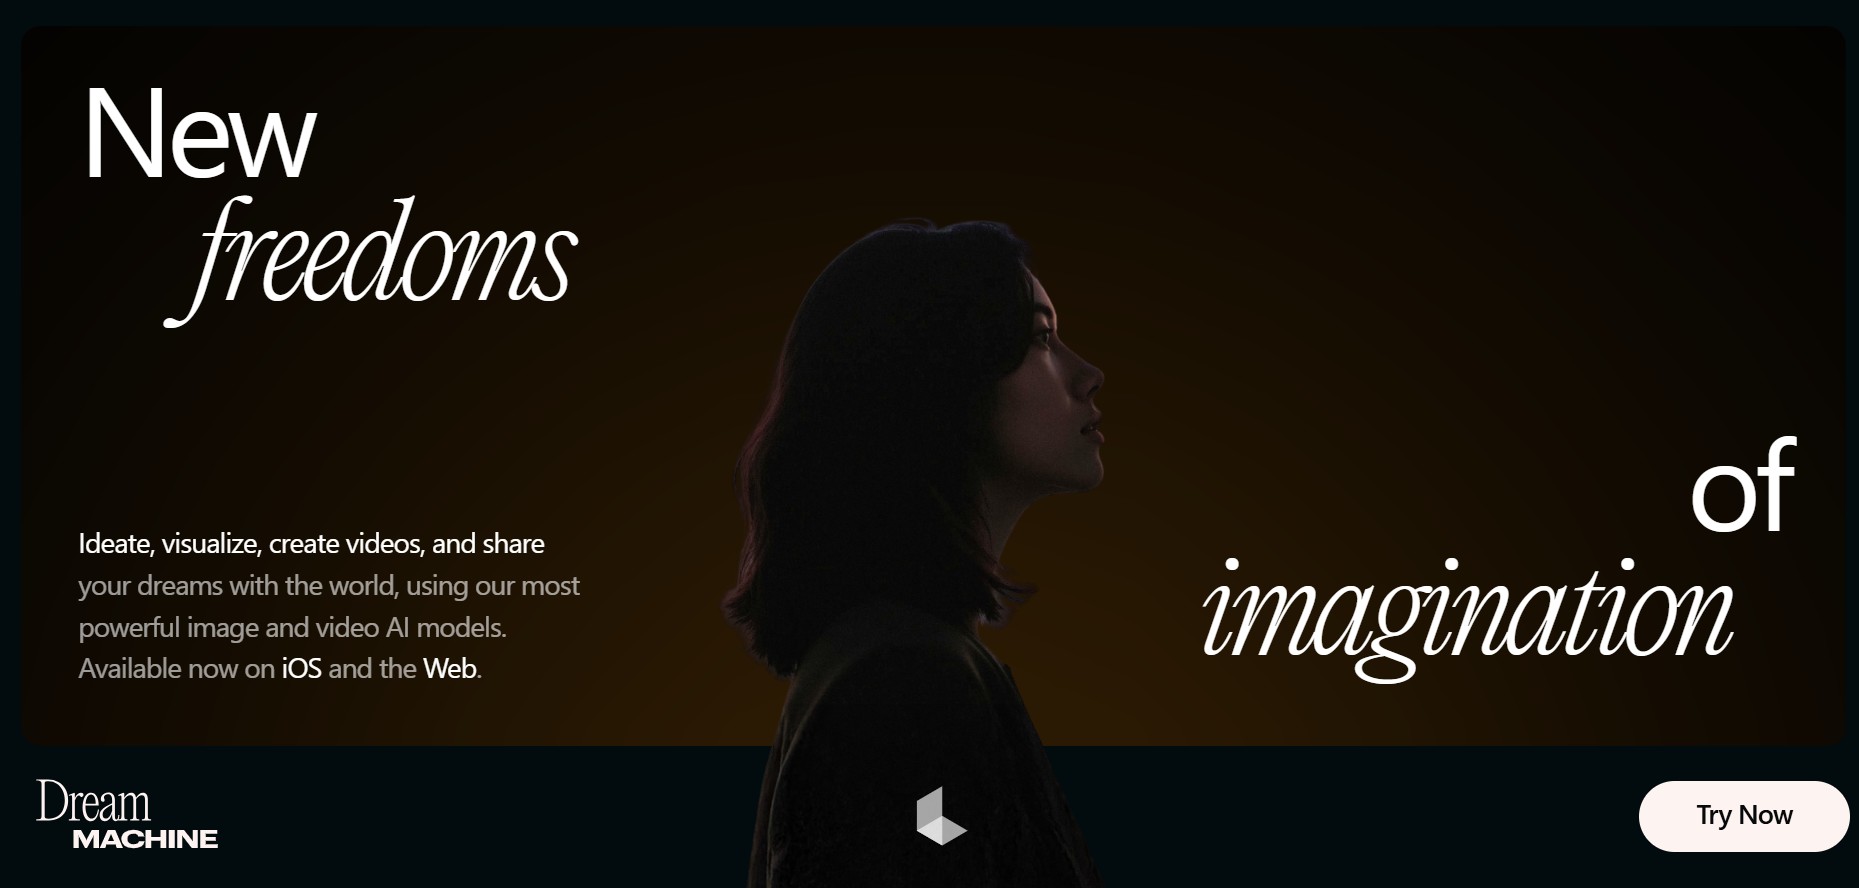 New
freedoms
of
imagination
Ideate, visualize, create videos, and share
your dreams with the world, using our most
powerful image and video AI models.
Available now on iOS and the Web.
Dream
MACHINE
Try Now